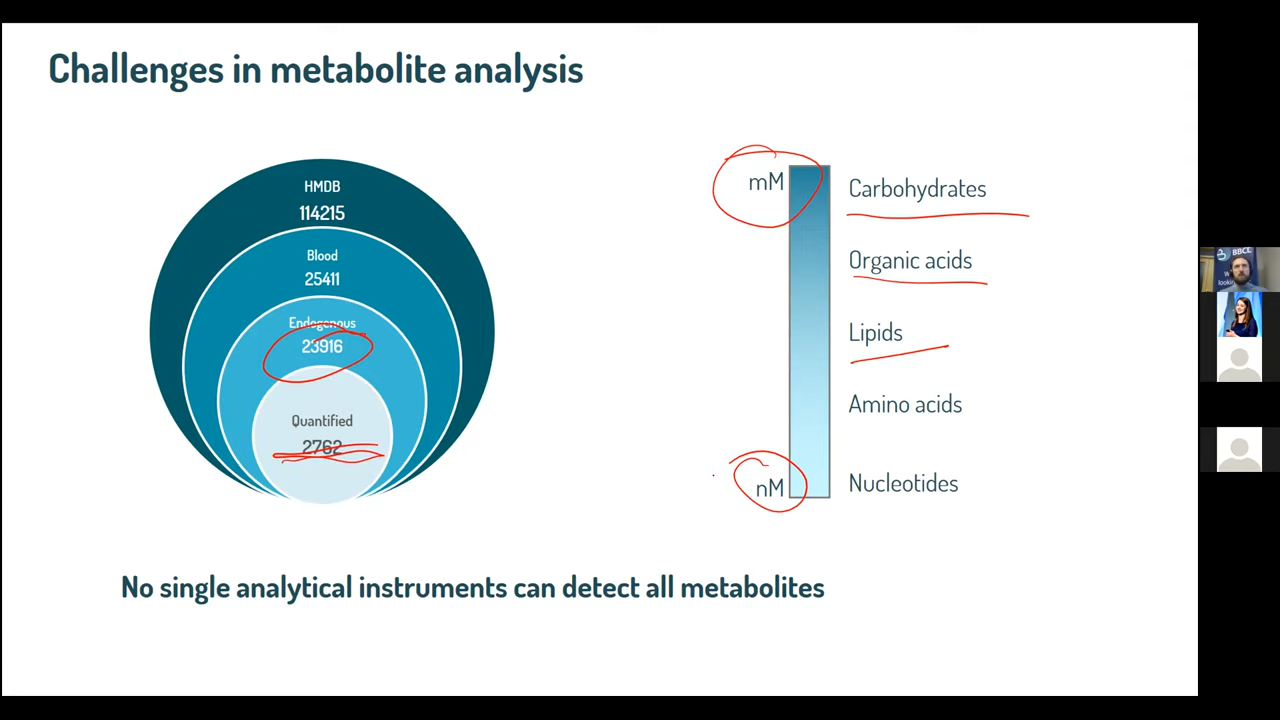 Challenges in metabolite analysis
HMDB
114215
Blood
25411
Endogenous
23916
Quantified
2762
mM
nM
Carbohydrates
Organic acids
Lipids
Amino acids
Nucleotides
No single analytical instruments can detect all metabolites
BBCE